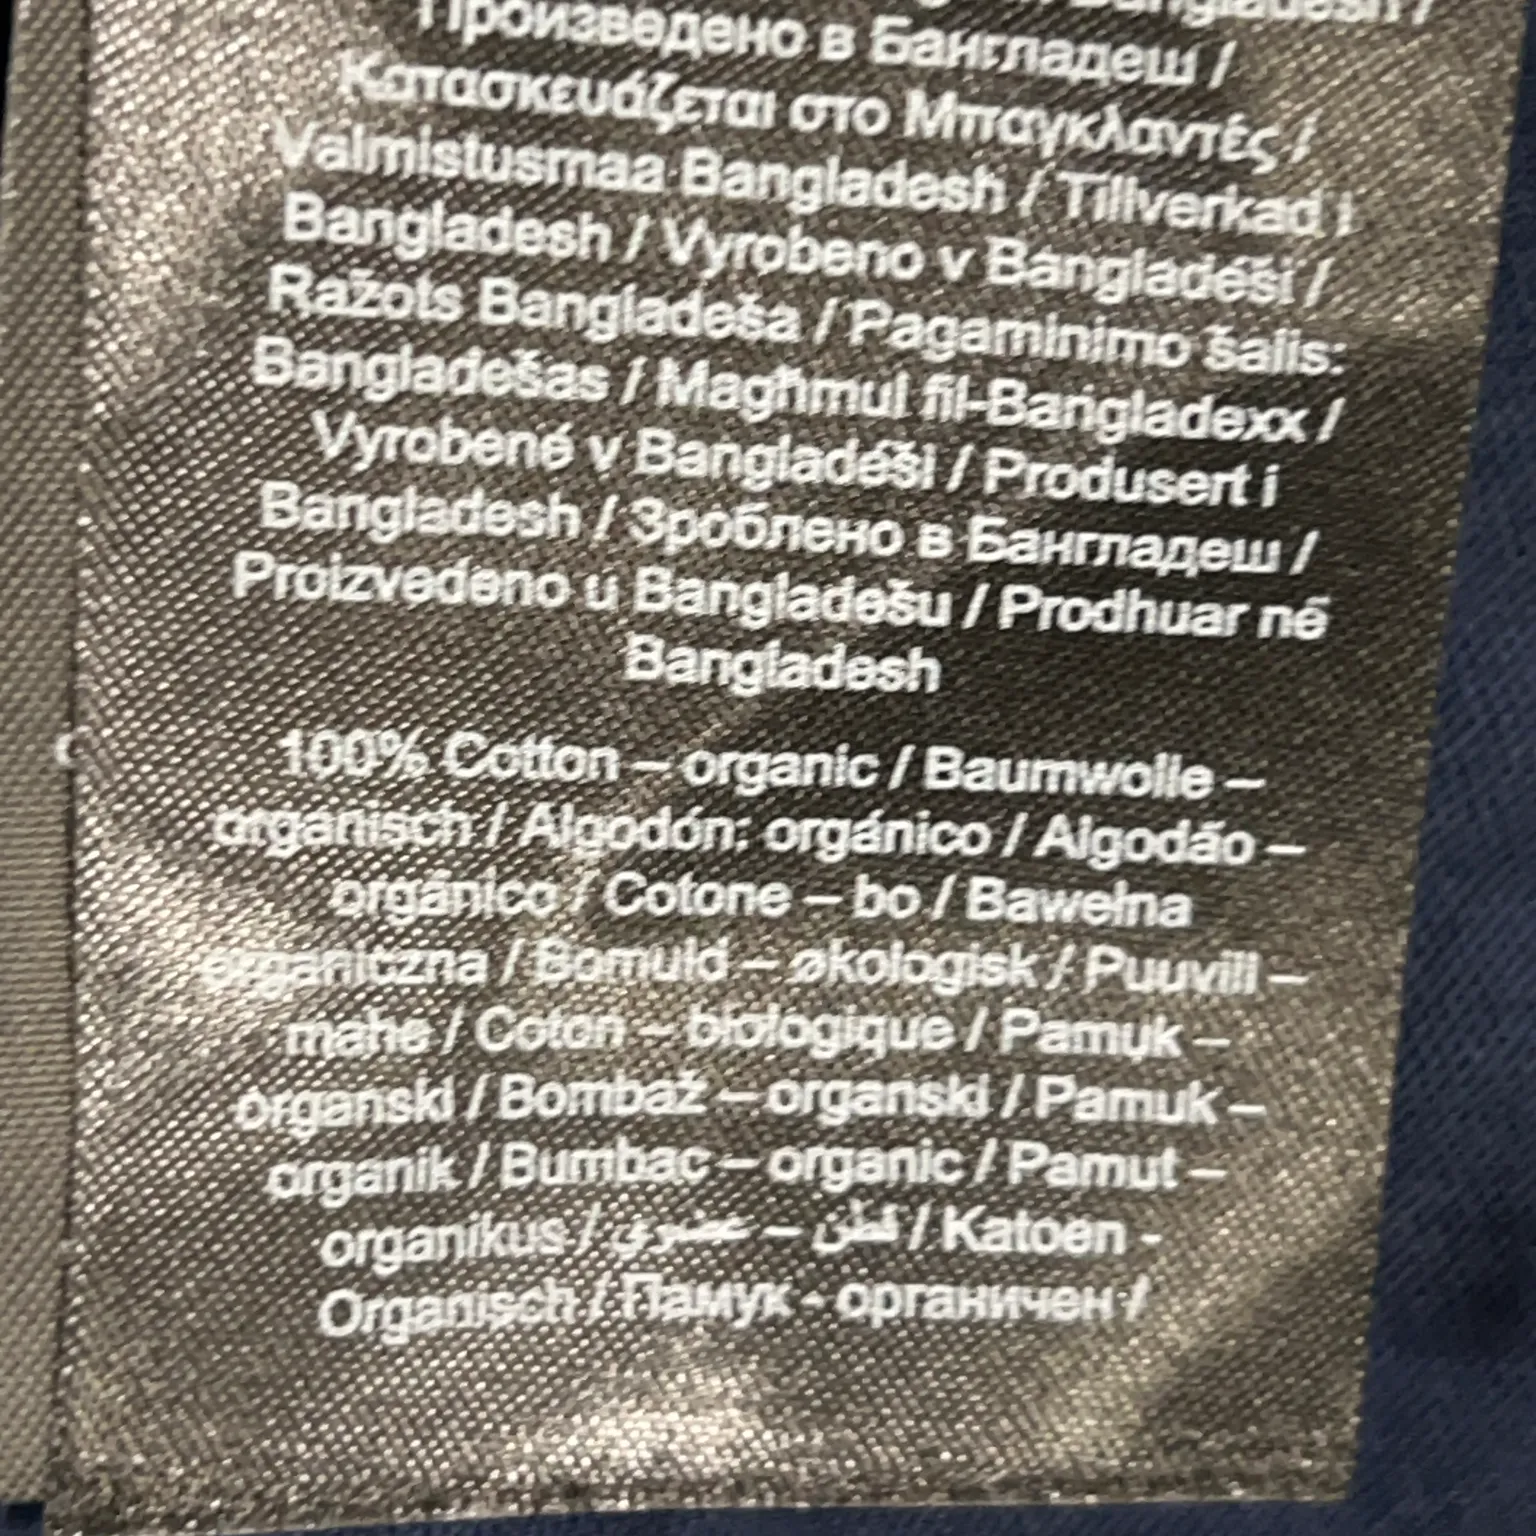 Bangladesh /
Произведено в Бангладеш /
Κατασκευάζεται στο Μπαγκλαντές /
Valmistusmaa Bangladesh / Tillverkad i
Bangladesh / Vyrobeno v Bangladéši /
Ražots Bangladeša / Pagaminimo šalis:
Bangladešas / Magħmul fil-Bangladexx /
Vyrobené v Bangladéši / Produsert i
Bangladesh / Зроблено в Бангладеш /
Proizvedeno u Bangladešu / Prodhuar në
Bangladesh
100% Cotton – organic / Baumwolle –
organisch / Algodón: orgánico / Algodão –
orgânico / Cotone – bo / Bawełna
organiczna / Bomuld – økologisk / Puuvill –
mahe / Coton – biologique / Pamuk –
organski / Bombaž – organski / Pamuk –
organik / Bumbac – organic / Pamut –
organikus / قطن – عضوي / Katoen -
Organisch / Памук - органичен /